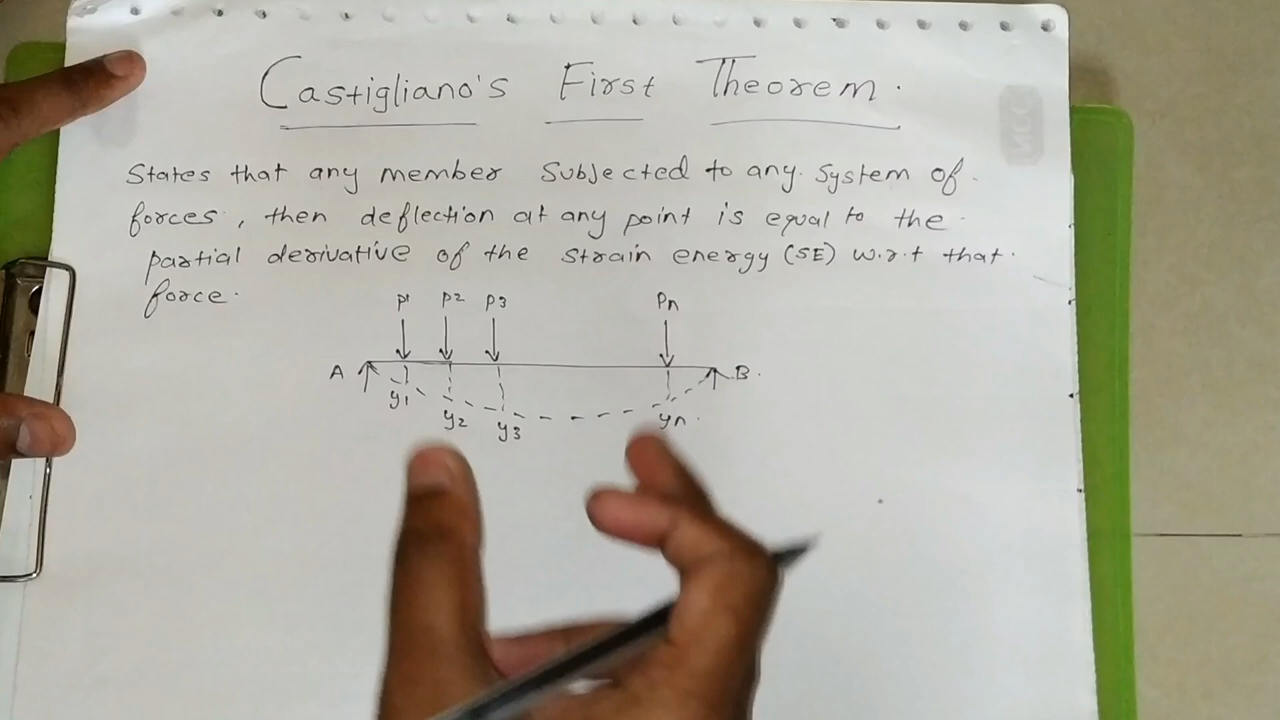 Castigliano's First Theorem.
States that any member Subjected to any. System of.
forces, then deflection at any point is equal to the.
partial derivative of the strain energy (SE) w.r.t that.
force.
P1 P2 P3 Pn
A B.
y1 y2 y3 yn.